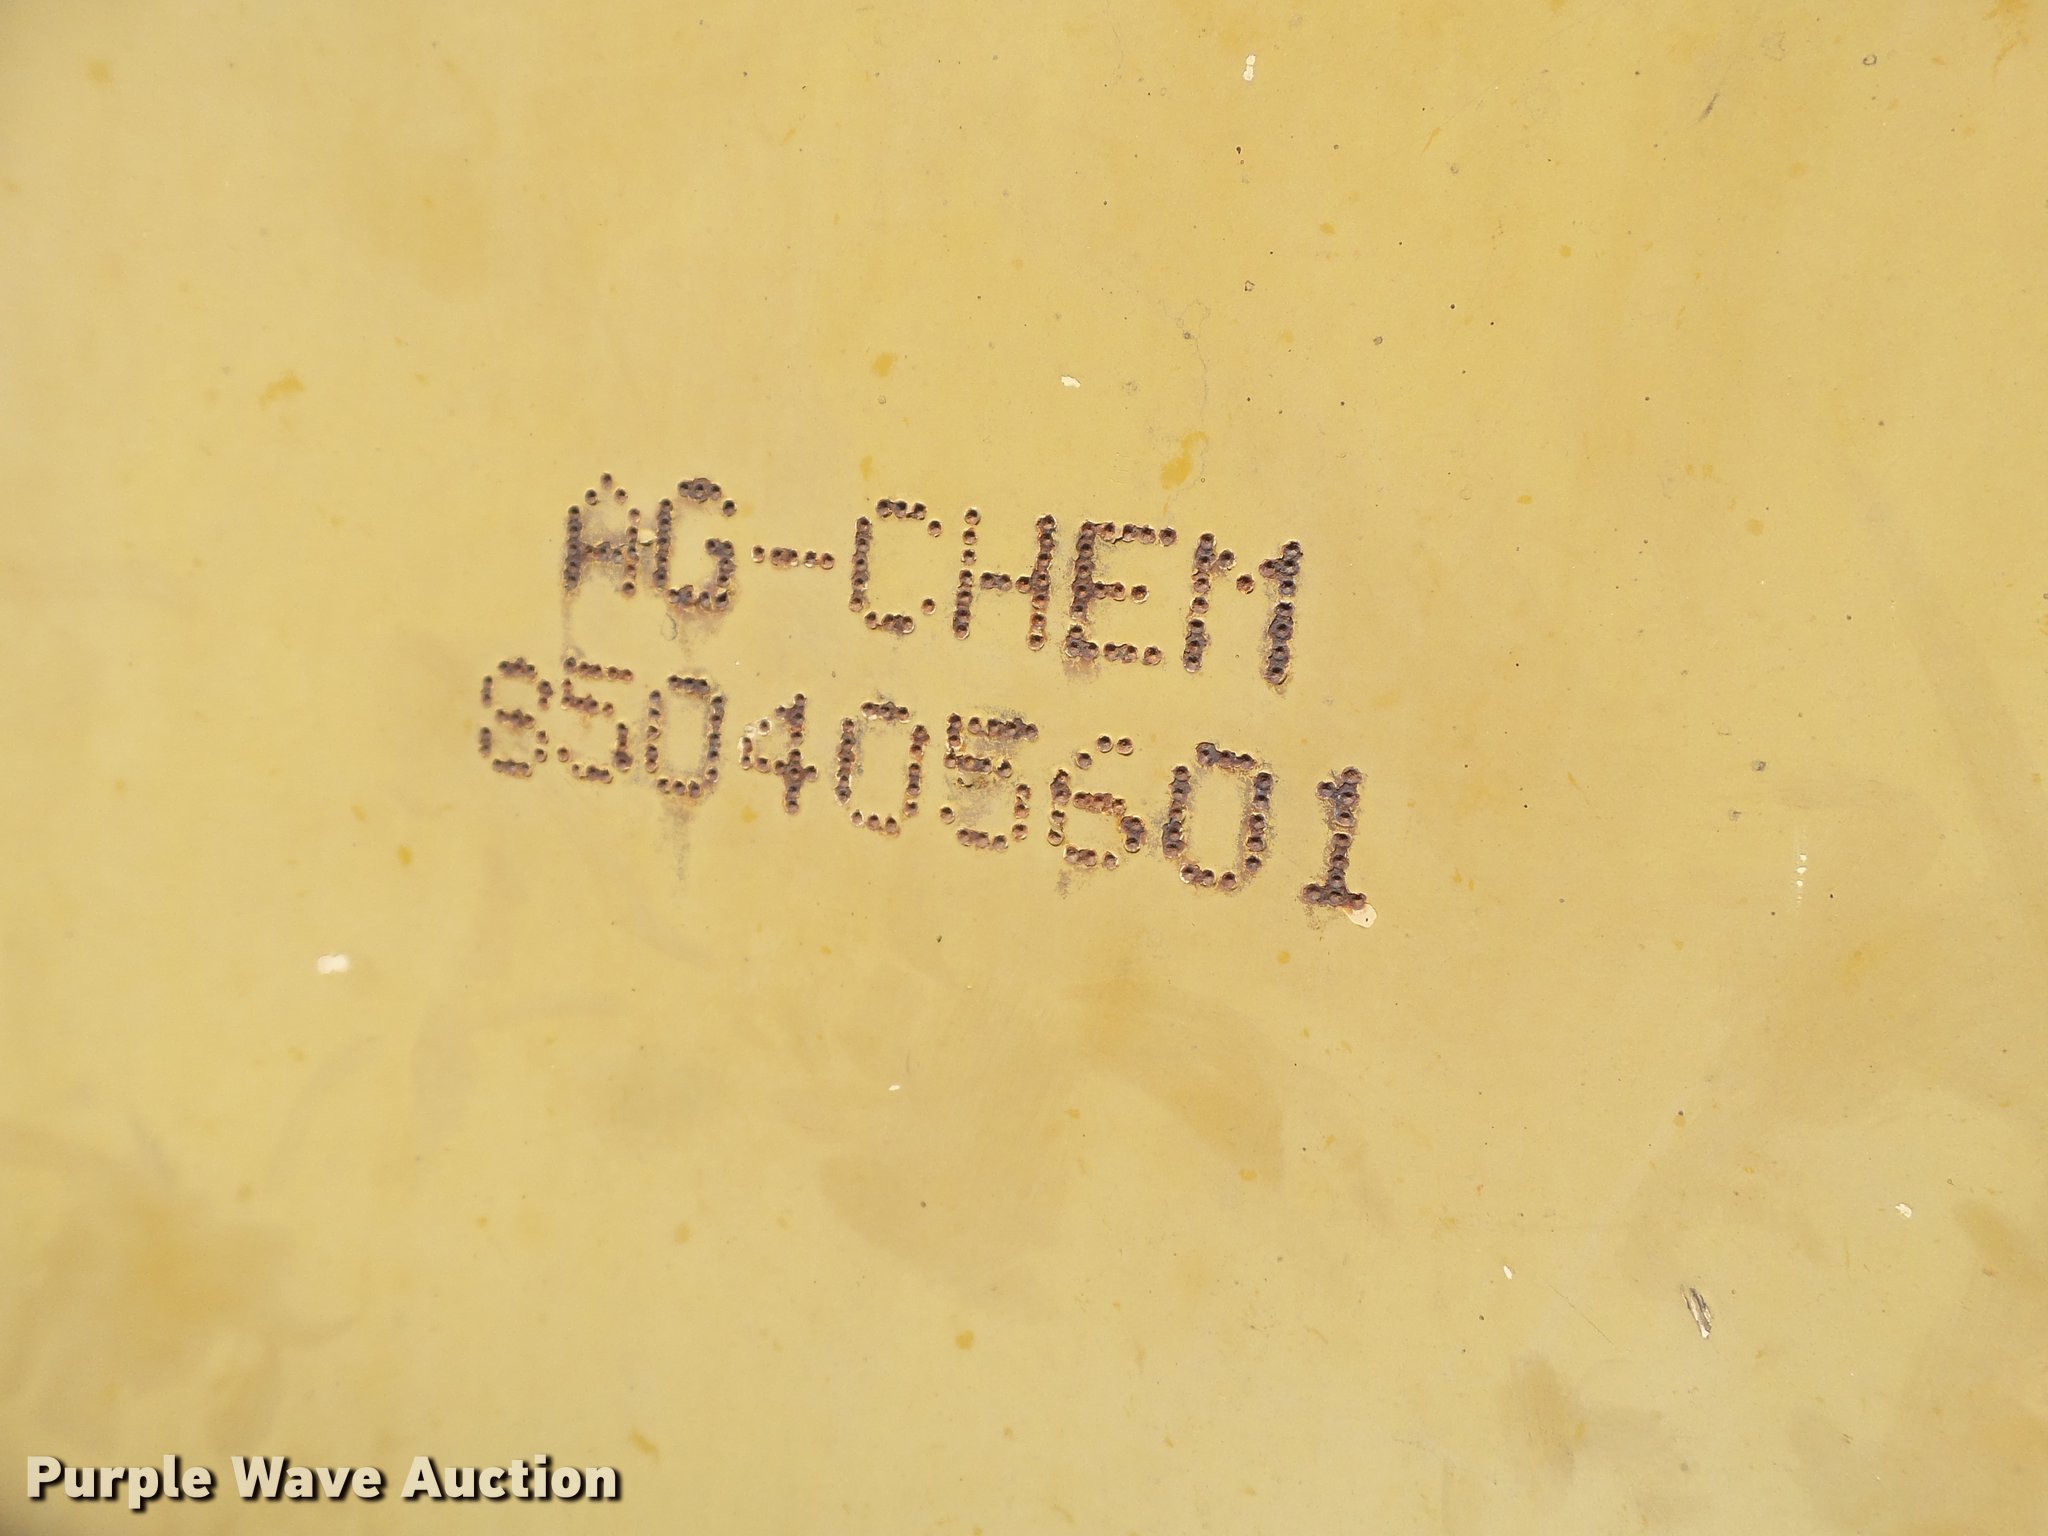 AG-CHEM
850405601
Purple Wave Auction